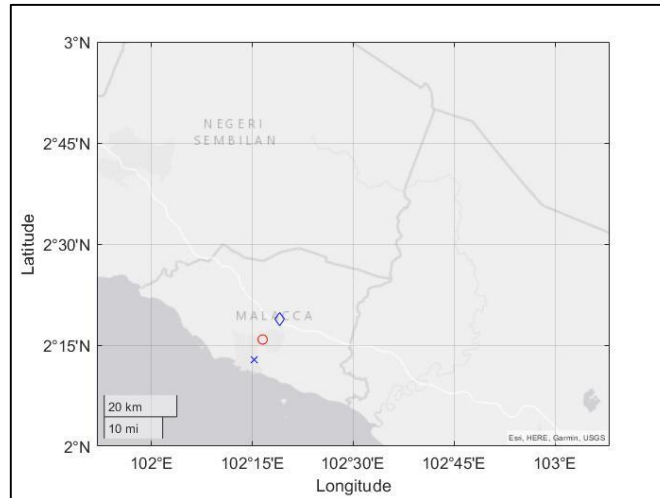 3°N
NEGERI
SEMBILAN
2°45'N
2°30'N
Latitude
MALACCA
2°15'N
20 km
10 mi
2°N
Esri, HERE, Garmin, USGS
102°E
102°15'E
102°30'E
102°45'E
103°E
Longitude